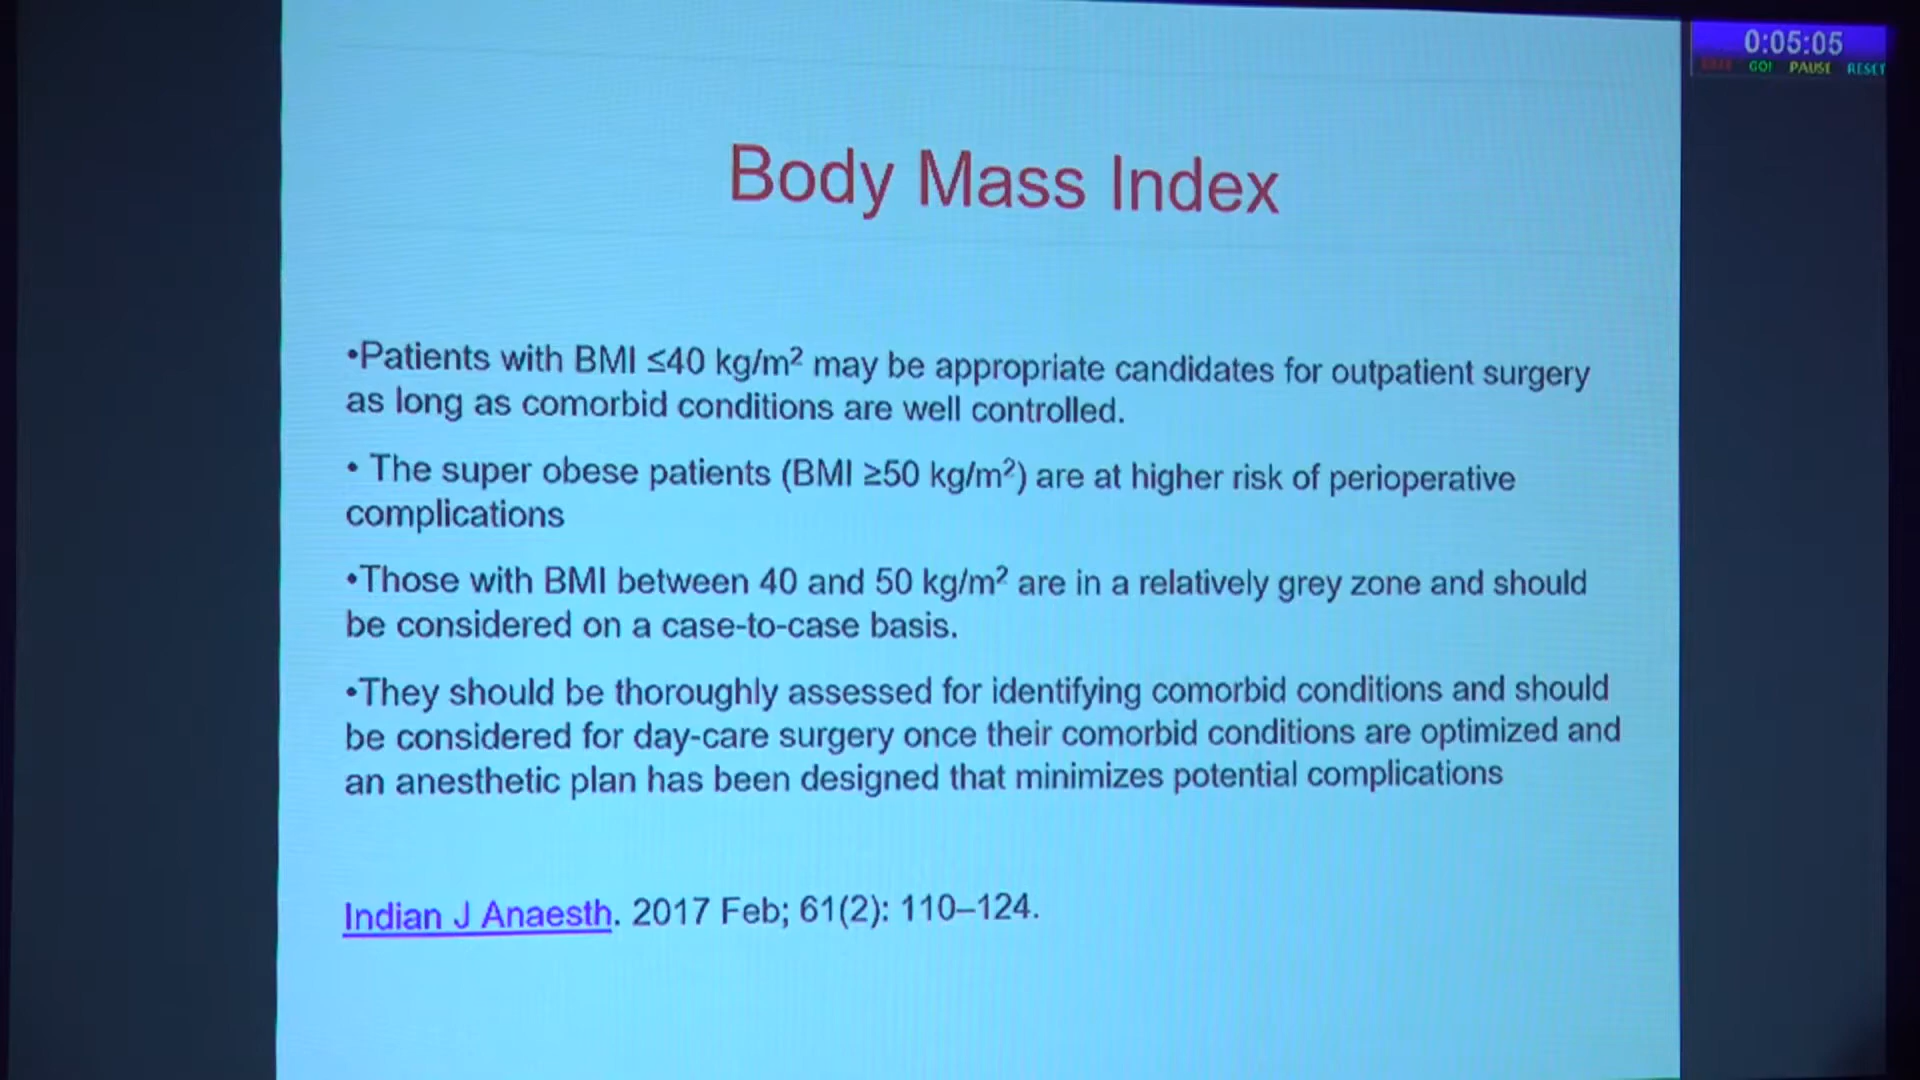 0:05:05
GO! PAUSE RESET
Body Mass Index
•Patients with BMI ≤40 kg/m² may be appropriate candidates for outpatient surgery
as long as comorbid conditions are well controlled.
• The super obese patients (BMI ≥50 kg/m²) are at higher risk of perioperative
complications
•Those with BMI between 40 and 50 kg/m² are in a relatively grey zone and should
be considered on a case-to-case basis.
•They should be thoroughly assessed for identifying comorbid conditions and should
be considered for day-care surgery once their comorbid conditions are optimized and
an anesthetic plan has been designed that minimizes potential complications
Indian J Anaesth. 2017 Feb; 61(2): 110–124.